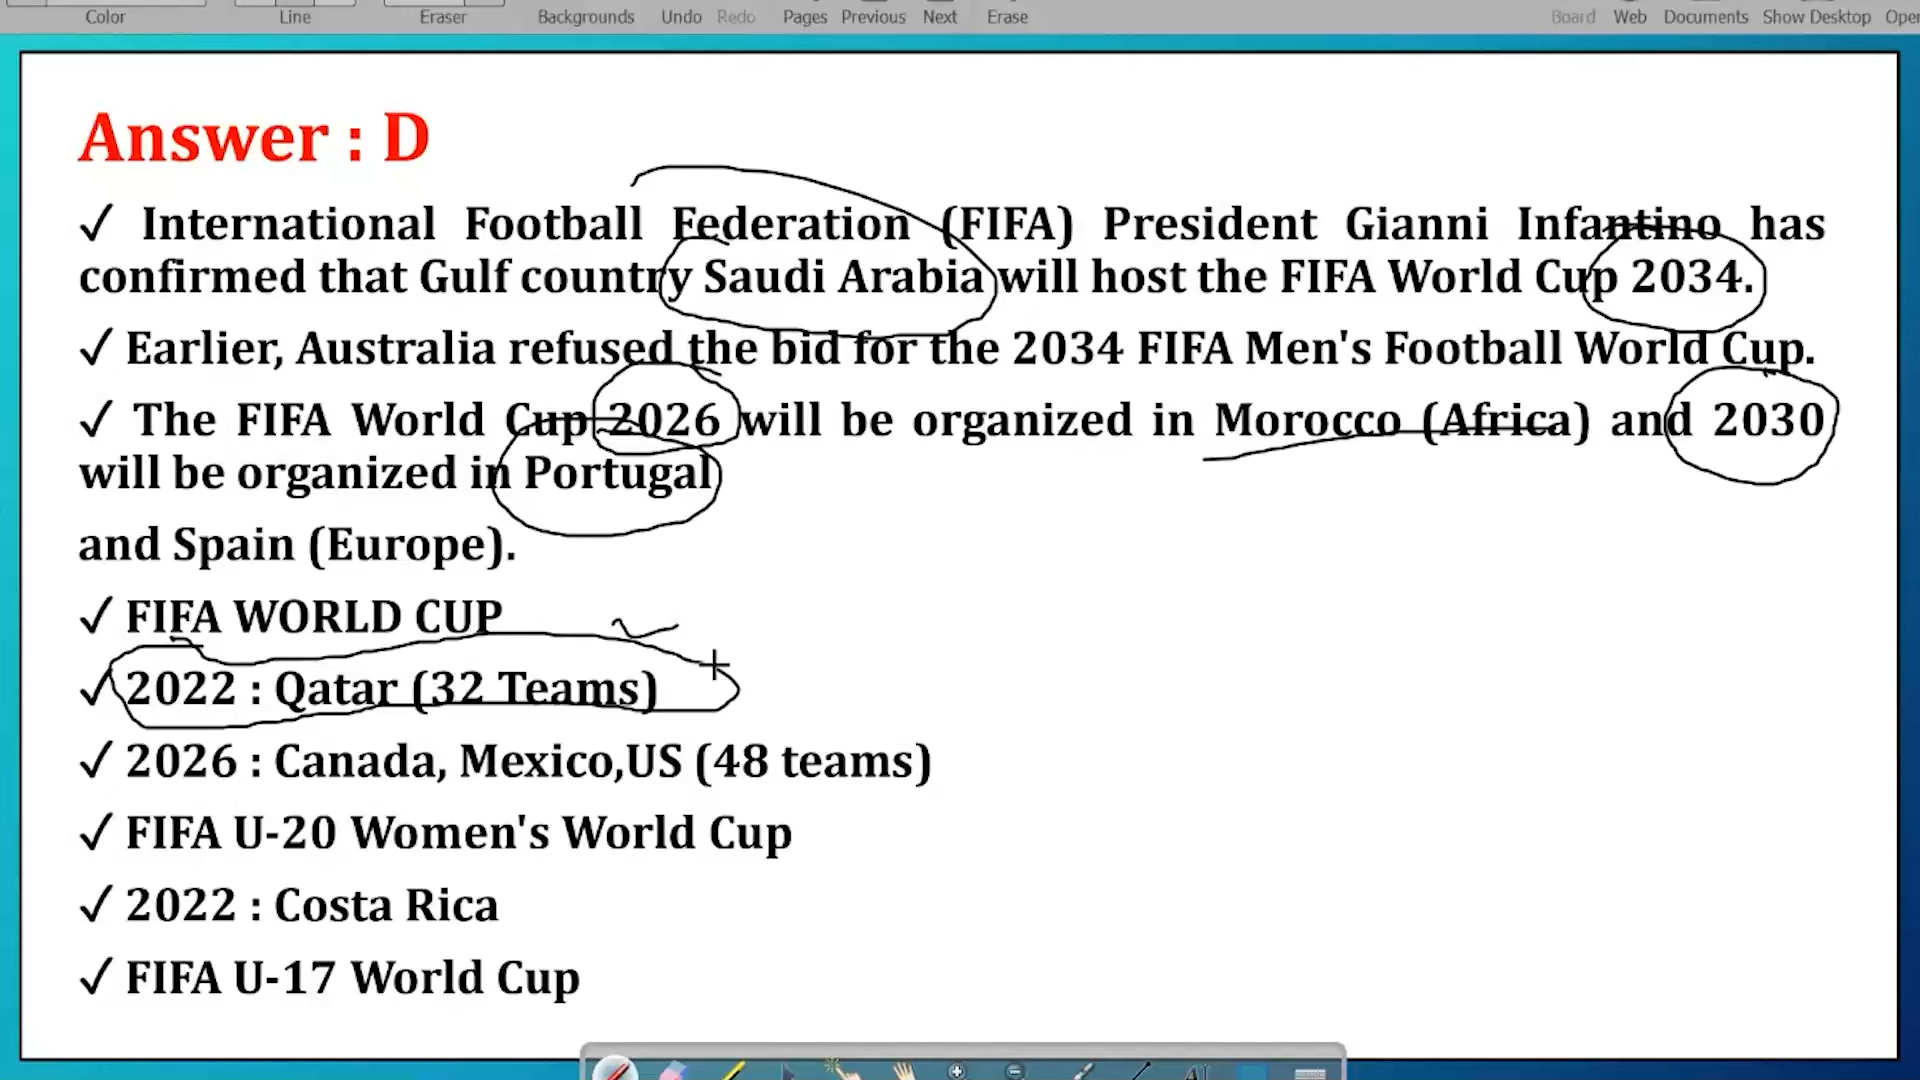 Color Line Eraser Backgrounds Undo Redo Pages Previous Next Erase Board Web Documents Show Desktop
Answer : D
✓ International Football Federation (FIFA) President Gianni Infantino has
confirmed that Gulf country Saudi Arabia will host the FIFA World Cup 2034.
✓ Earlier, Australia refused the bid for the 2034 FIFA Men's Football World Cup.
✓ The FIFA World Cup 2026 will be organized in Morocco (Africa) and 2030
will be organized in Portugal
and Spain (Europe).
✓ FIFA WORLD CUP
✓ 2022 : Qatar (32 Teams)
✓ 2026 : Canada, Mexico,US (48 teams)
✓ FIFA U-20 Women's World Cup
✓ 2022 : Costa Rica
✓ FIFA U-17 World Cup